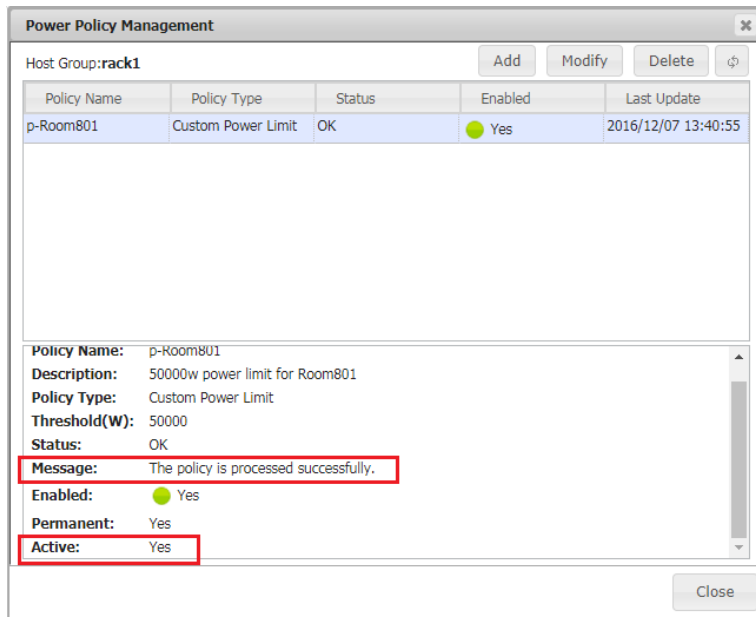 Power Policy Management
Host Group:rack1
Add Modify Delete
Policy Name Policy Type Status Enabled Last Update
p-Room801 Custom Power Limit OK Yes 2016/12/07 13:40:55
Policy Name: p-Room801
Description: 50000w power limit for Room801
Policy Type: Custom Power Limit
Threshold(W): 50000
Status: OK
Message: The policy is processed successfully.
Enabled: Yes
Permanent: Yes
Active: Yes
Close